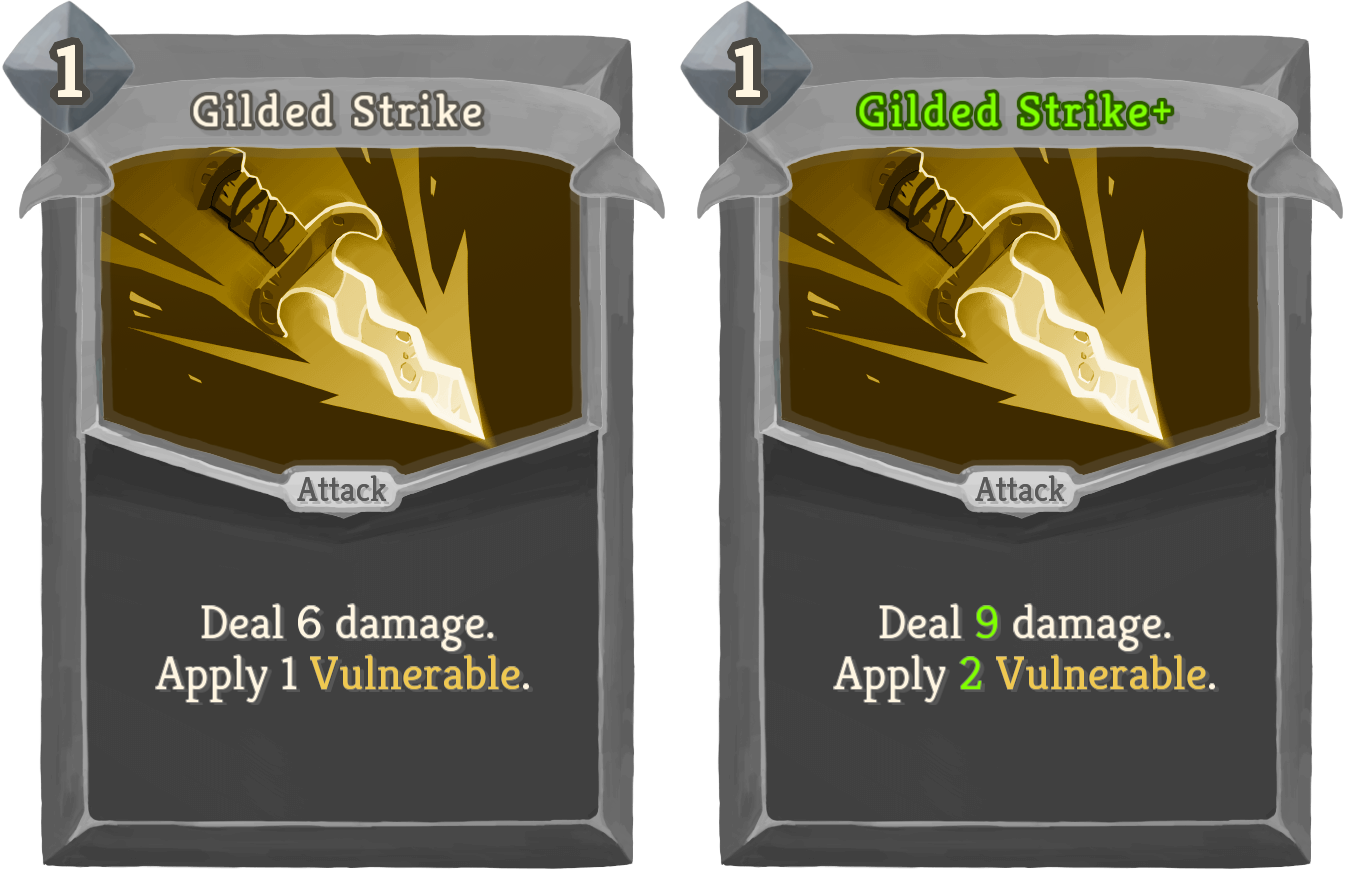 1
Gilded Strike
Attack
Deal 6 damage.
Apply 1 Vulnerable.
1
Gilded Strike+
Attack
Deal 9 damage.
Apply 2 Vulnerable.